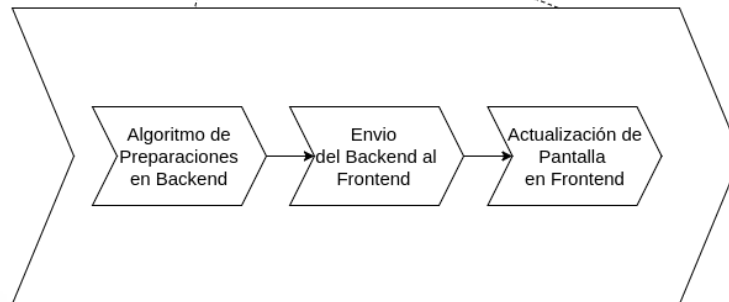 Algoritmo de
Preparaciones
en Backend
Envio
del Backend al
Frontend
Actualización de
Pantalla
en Frontend